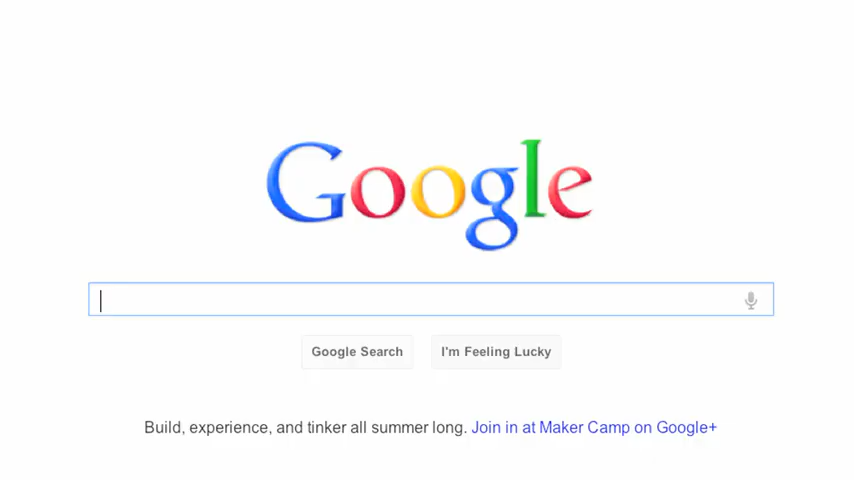 Google
Google Search
I'm Feeling Lucky
Build, experience, and tinker all summer long. Join in at Maker Camp on Google+